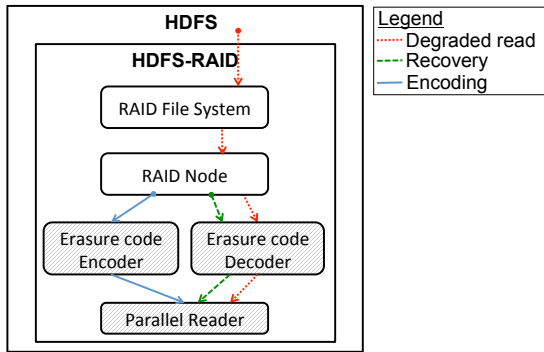 HDFS
HDFS-RAID
RAID File System
RAID Node
Erasure code
Encoder
Erasure code
Decoder
Parallel Reader
Legend
Degraded read
Recovery
Encoding